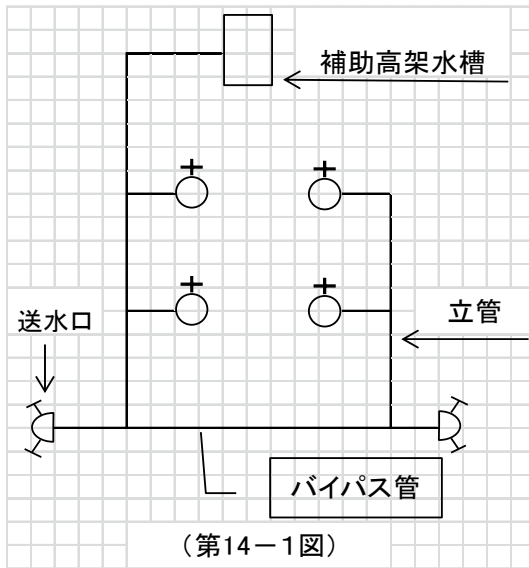 補助高架水槽
送水口
立管
バイパス管
（第14－1図）